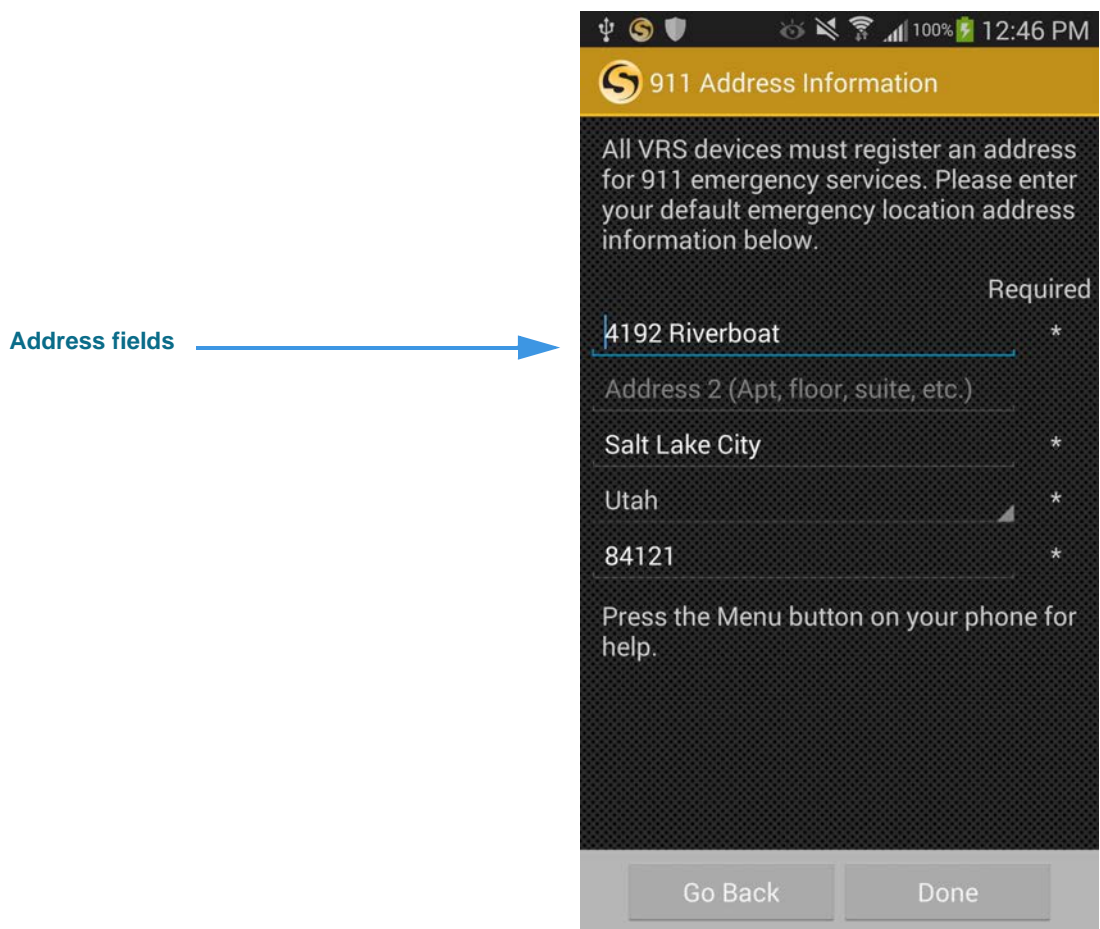 100% 12:46 PM
911 Address Information
All VRS devices must register an address
for 911 emergency services. Please enter
your default emergency location address
information below.
Required
Address fields
4192 Riverboat *
Address 2 (Apt, floor, suite, etc.)
Salt Lake City *
Utah *
84121 *
Press the Menu button on your phone for
help.
Go Back Done